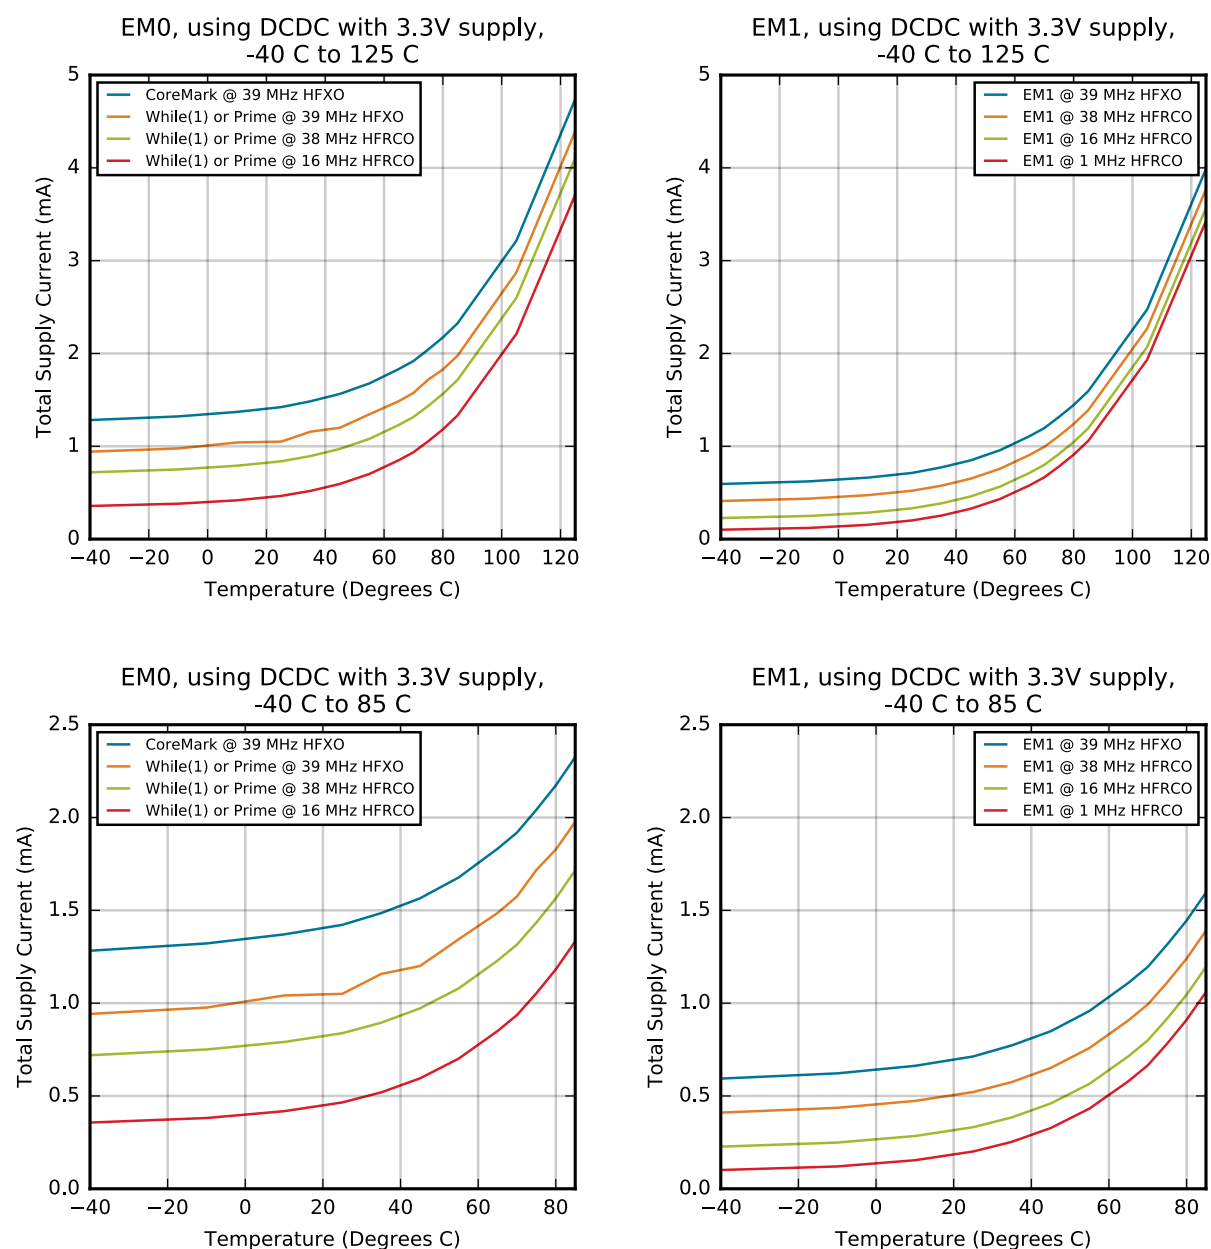 EM0, using DCDC with 3.3V supply,
-40 C to 125 C
5
4
3
2
1
0
Total Supply Current (mA)
CoreMark @ 39 MHz HFXO
While(1) or Prime @ 39 MHz HFXO
While(1) or Prime @ 38 MHz HFRCO
While(1) or Prime @ 16 MHz HFRCO
−40 −20 0 20 40 60 80 100 120
Temperature (Degrees C)
EM1, using DCDC with 3.3V supply,
-40 C to 125 C
5
4
3
2
1
0
Total Supply Current (mA)
EM1 @ 39 MHz HFXO
EM1 @ 38 MHz HFRCO
EM1 @ 16 MHz HFRCO
EM1 @ 1 MHz HFRCO
−40 −20 0 20 40 60 80 100 120
Temperature (Degrees C)
EM0, using DCDC with 3.3V supply,
-40 C to 85 C
2.5
2.0
1.5
1.0
0.5
0.0
Total Supply Current (mA)
CoreMark @ 39 MHz HFXO
While(1) or Prime @ 39 MHz HFXO
While(1) or Prime @ 38 MHz HFRCO
While(1) or Prime @ 16 MHz HFRCO
−40 −20 0 20 40 60 80
Temperature (Degrees C)
EM1, using DCDC with 3.3V supply,
-40 C to 85 C
2.5
2.0
1.5
1.0
0.5
0.0
Total Supply Current (mA)
EM1 @ 39 MHz HFXO
EM1 @ 38 MHz HFRCO
EM1 @ 16 MHz HFRCO
EM1 @ 1 MHz HFRCO
−40 −20 0 20 40 60 80
Temperature (Degrees C)